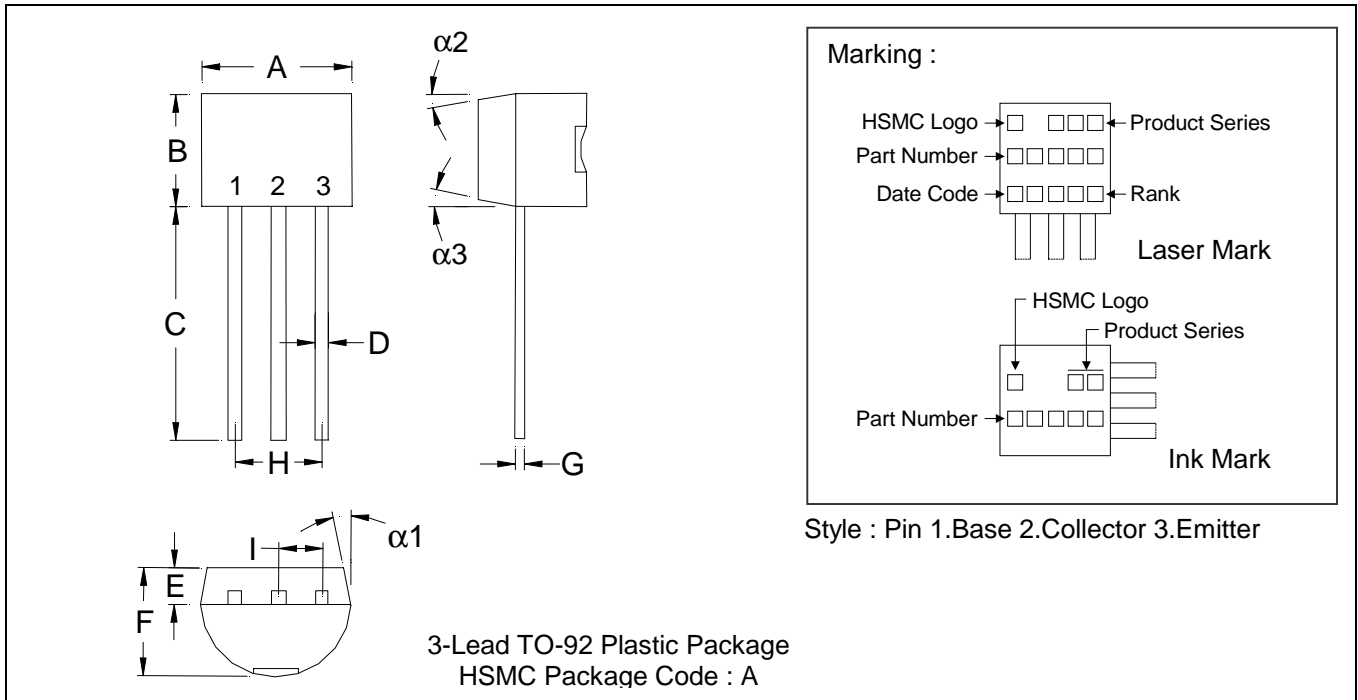 α2
A
B
1 2 3
α3
C
D
H
G
α1
I
E
F
3-Lead TO-92 Plastic Package
HSMC Package Code : A
Marking :
HSMC Logo
Product Series
Part Number
Date Code
Rank
Laser Mark
HSMC Logo
Product Series
Part Number
Ink Mark
Style : Pin 1.Base 2.Collector 3.Emitter